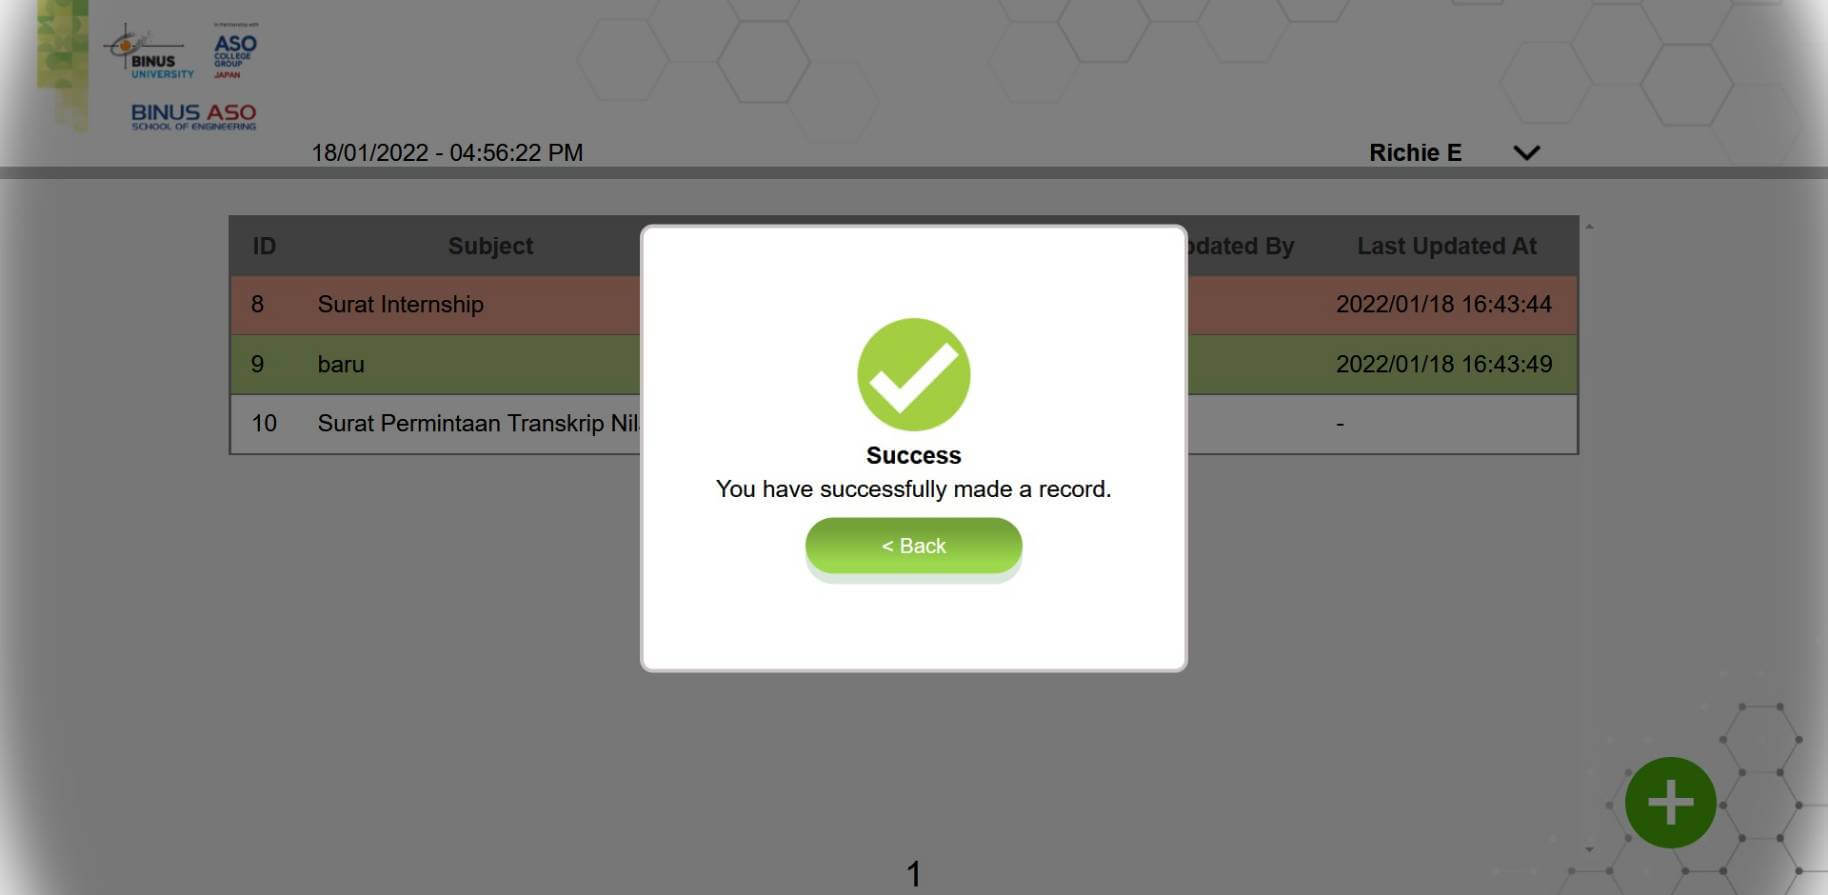 In Partnership with
BINUS
UNIVERSITY
ASO
COLLEGE
GROUP
JAPAN
BINUS ASO
SCHOOL OF ENGINEERING
18/01/2022 - 04:56:22 PM
Richie E
ID Subject dated By Last Updated At
8 Surat Internship 2022/01/18 16:43:44
9 baru 2022/01/18 16:43:49
10 Surat Permintaan Transkrip Nil -
Success
You have successfully made a record.
< Back
1